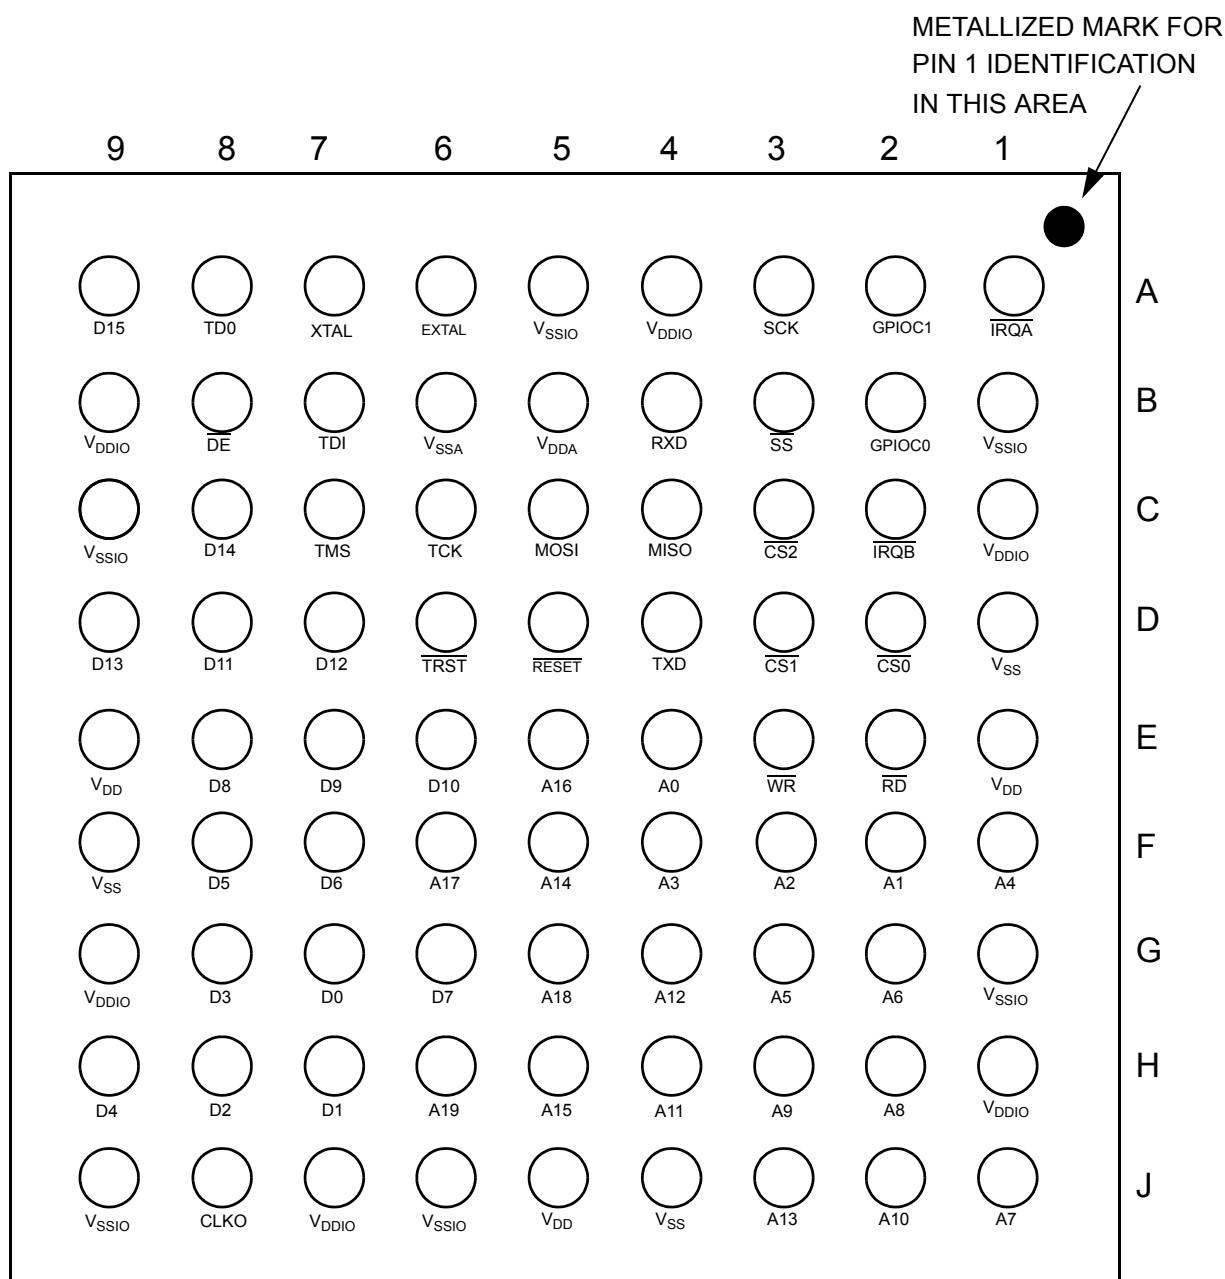 METALLIZED MARK FOR
PIN 1 IDENTIFICATION
IN THIS AREA
9 8 7 6 5 4 3 2 1
A
D15 TD0 XTAL EXTAL VSSIO VDDIO SCK GPIOC1 IRQA
B
VDDIO DE TDI VSSA VDDA RXD SS GPIOC0 VSSIO
C
VSSIO D14 TMS TCK MOSI MISO CS2 IRQB VDDIO
D
D13 D11 D12 TRST RESET TXD CS1 CS0 VSS
E
VDD D8 D9 D10 A16 A0 WR RD VDD
F
VSS D5 D6 A17 A14 A3 A2 A1 A4
G
VDDIO D3 D0 D7 A18 A12 A5 A6 VSSIO
H
D4 D2 D1 A19 A15 A11 A9 A8 VDDIO
J
VSSIO CLKO VDDIO VSSIO VDD VSS A13 A10 A7